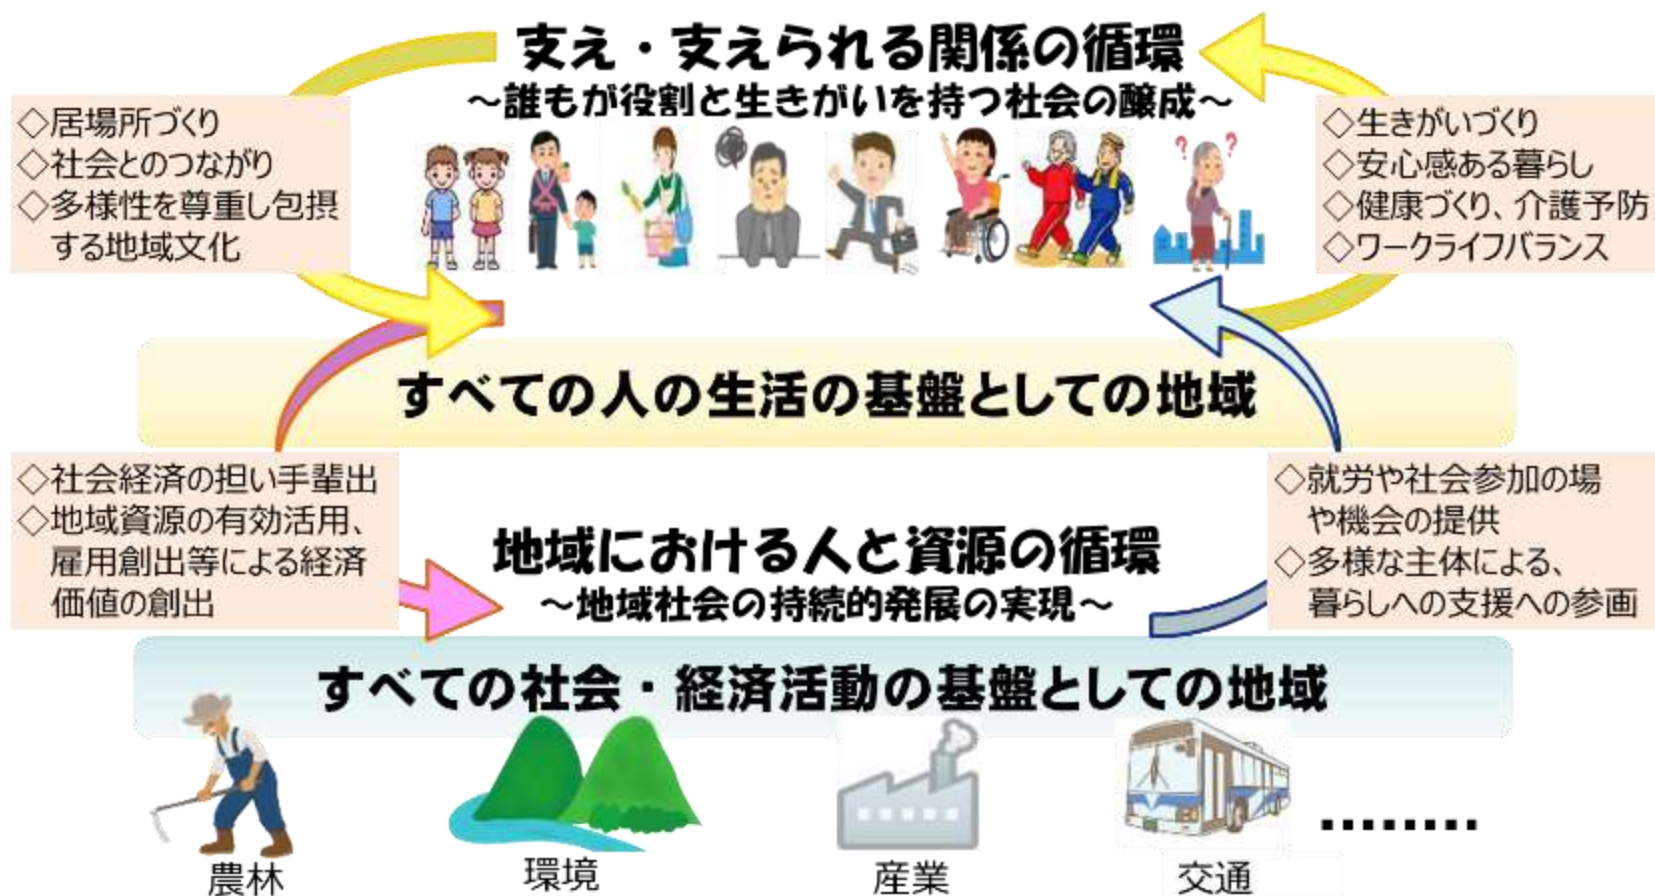 支え・支えられる関係の循環
～誰もが役割と生きがいを持つ社会の醸成～
◇居場所づくり
◇社会とのつながり
◇多様性を尊重し包摂
する地域文化
◇生きがいづくり
◇安心感ある暮らし
◇健康づくり、介護予防
◇ワークライフバランス
? ?
すべての人の生活の基盤としての地域
◇社会経済の担い手輩出
◇地域資源の有効活用、
雇用創出等による経済
価値の創出
地域における人と資源の循環
～地域社会の持続的発展の実現～
◇就労や社会参加の場
や機会の提供
◇多様な主体による、
暮らしへの支援への参画
すべての社会・経済活動の基盤としての地域
農林
環境
産業
交通
………